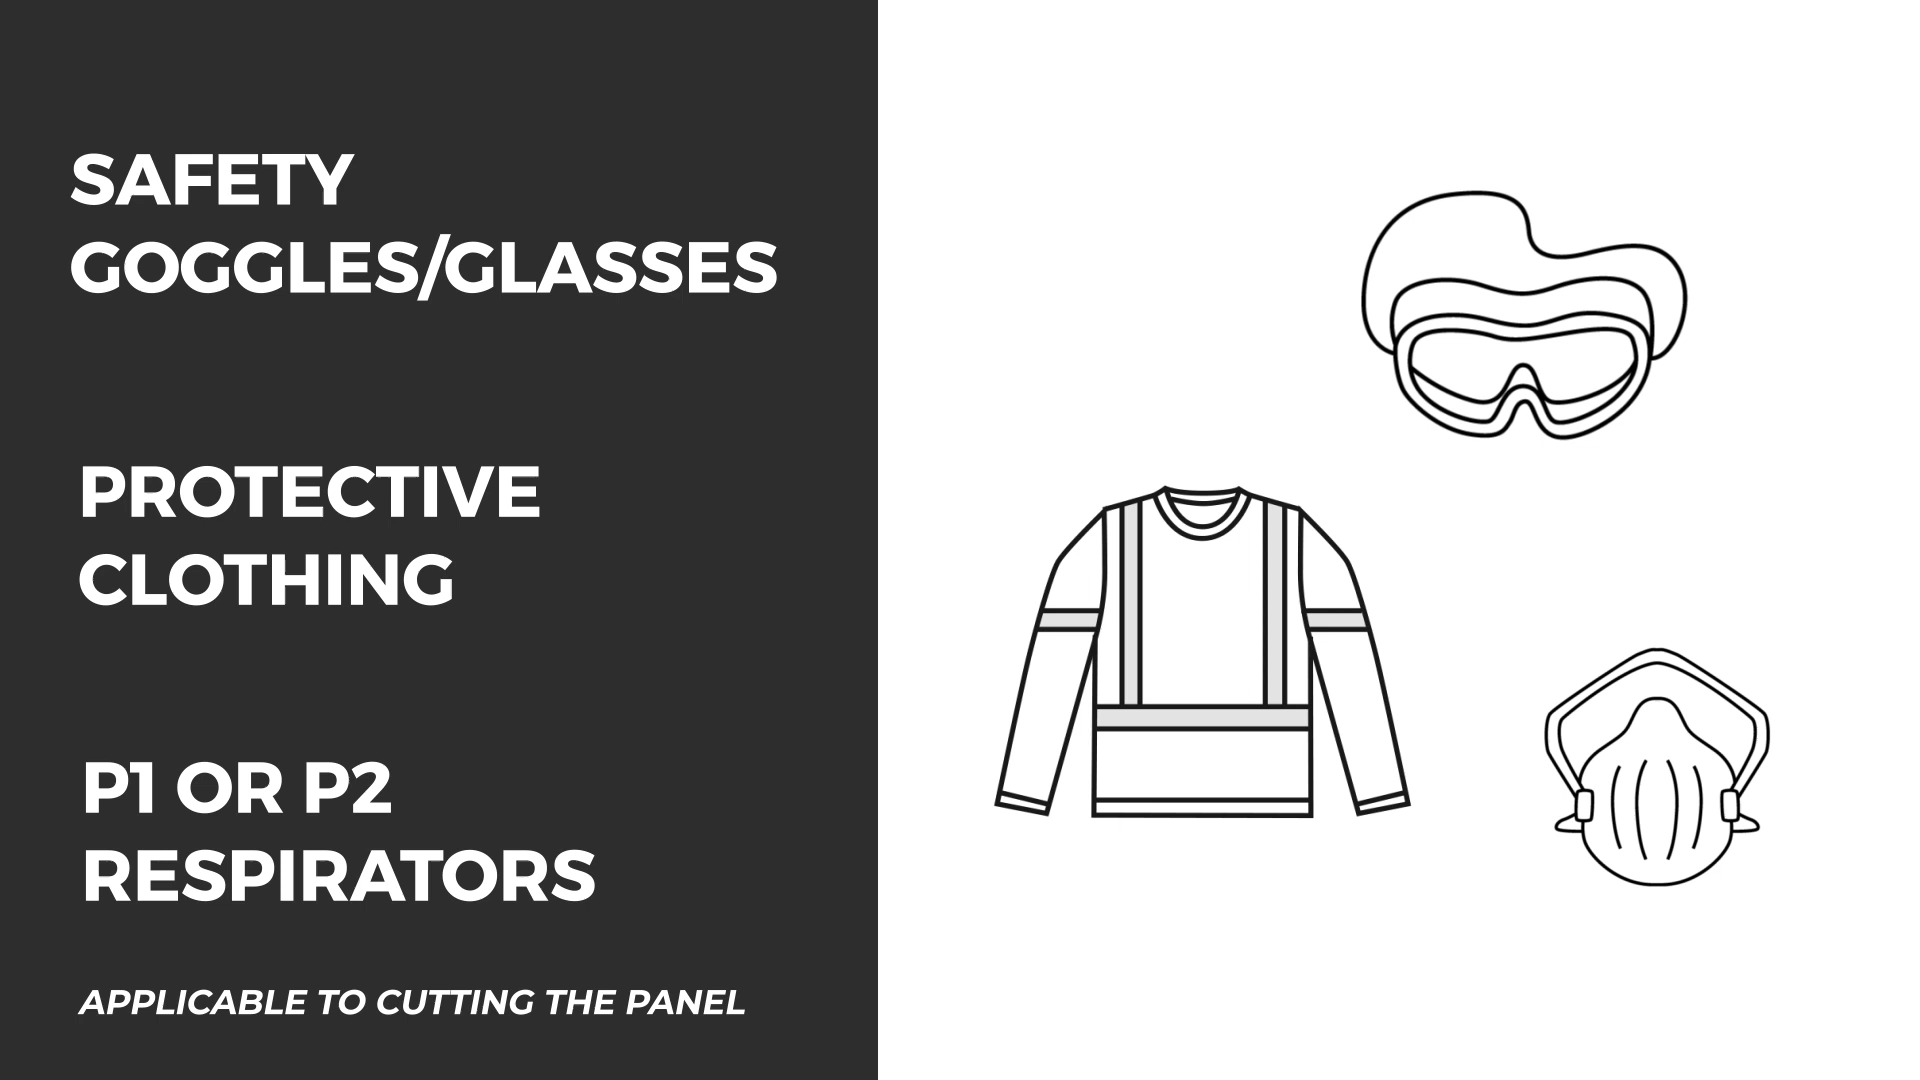 SAFETY
GOGGLES/GLASSES
PROTECTIVE
CLOTHING
P1 OR P2
RESPIRATORS
APPLICABLE TO CUTTING THE PANEL